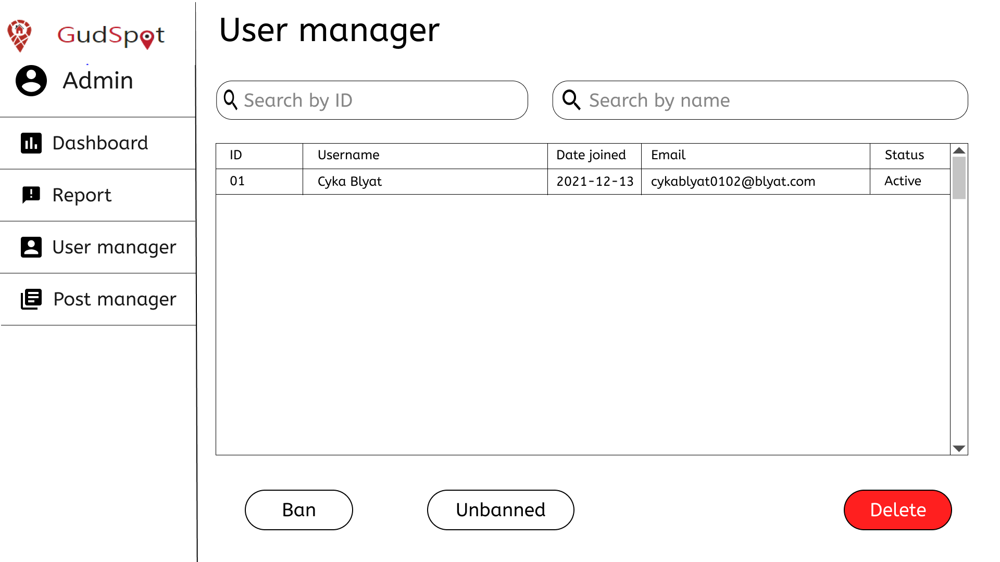 GudSpot
Admin
Dashboard
Report
User manager
Post manager
User manager
Search by ID
Search by name
ID Username Date joined Email Status
01 Cyka Blyat 2021-12-13 cykablyat0102@blyat.com Active
Ban
Unbanned
Delete